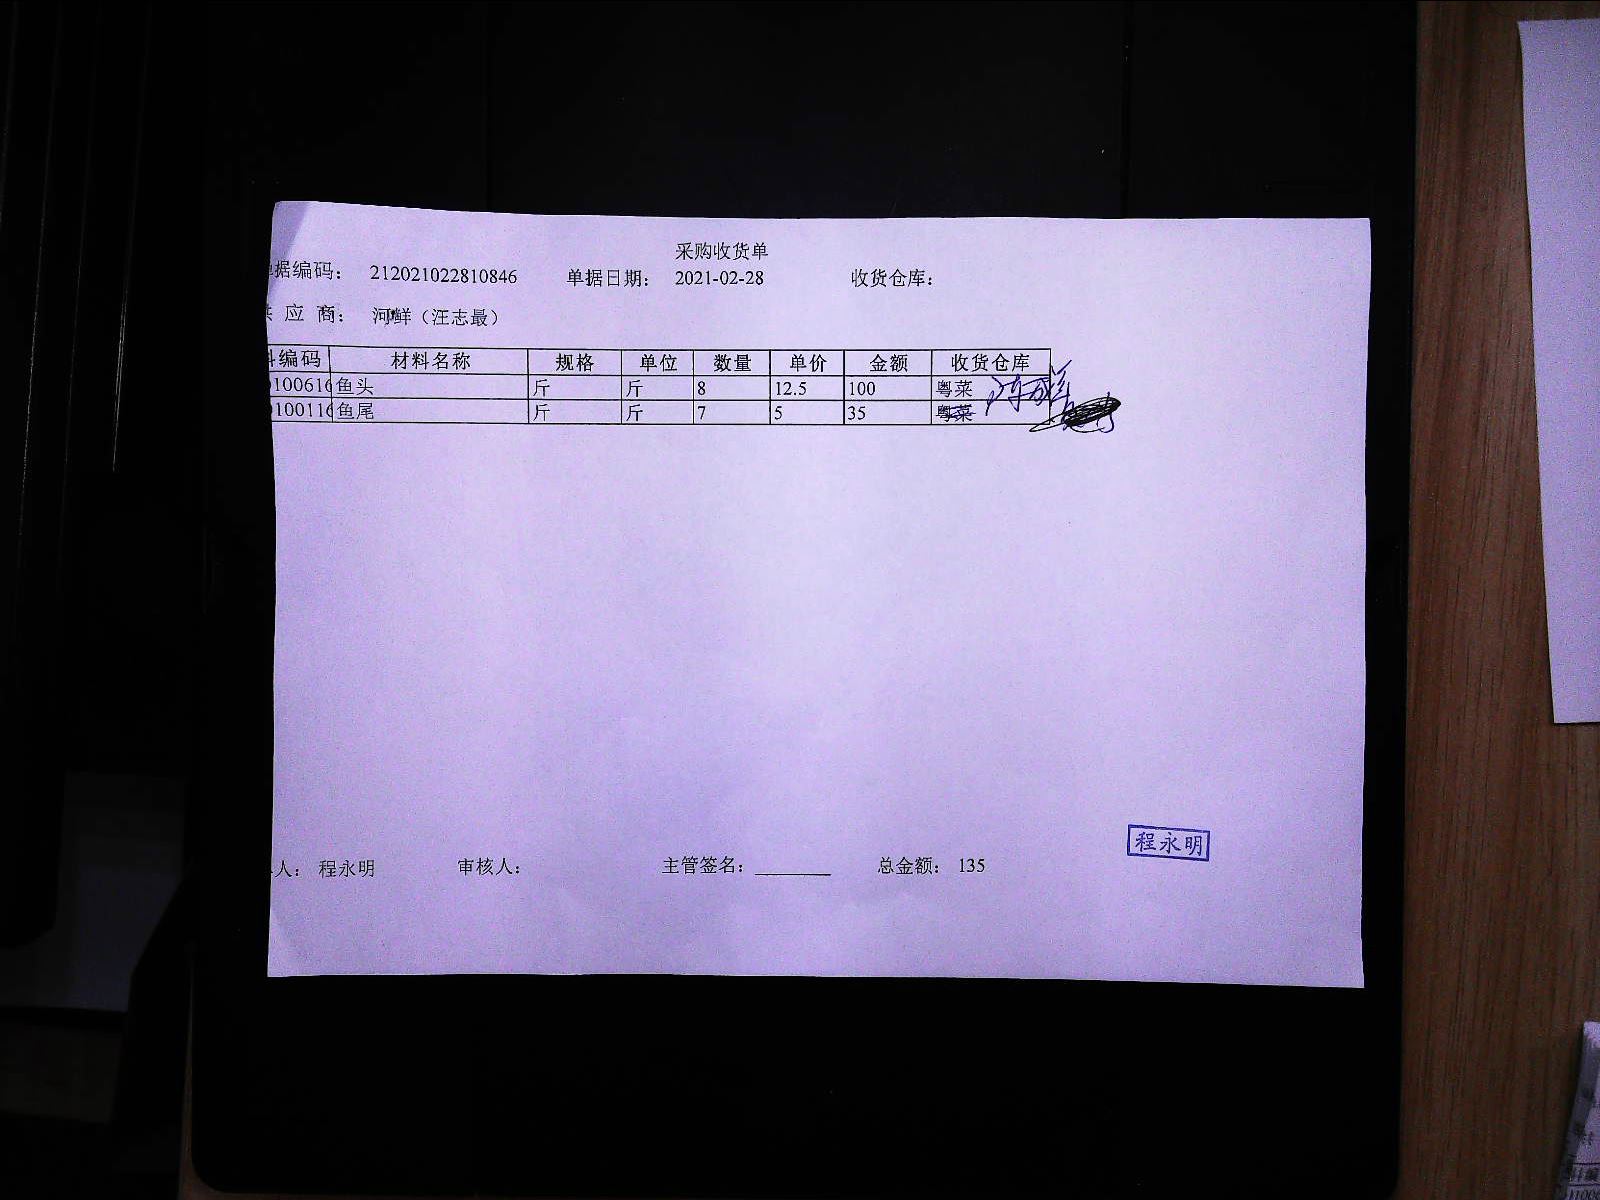 采购收货单
据编码： 212021022810846 单据日期： 2021-02-28 收货仓库：
应 商： 河鲜（汪志最）
编码 材料名称 规格 单位 数量 单价 金额 收货仓库
100616 鱼头 斤 斤 8 12.5 100 粤菜
100116 鱼尾 斤 斤 7 5 35 粤菜
程永明
人： 程永明 审核人： 主管签名： 总金额： 135